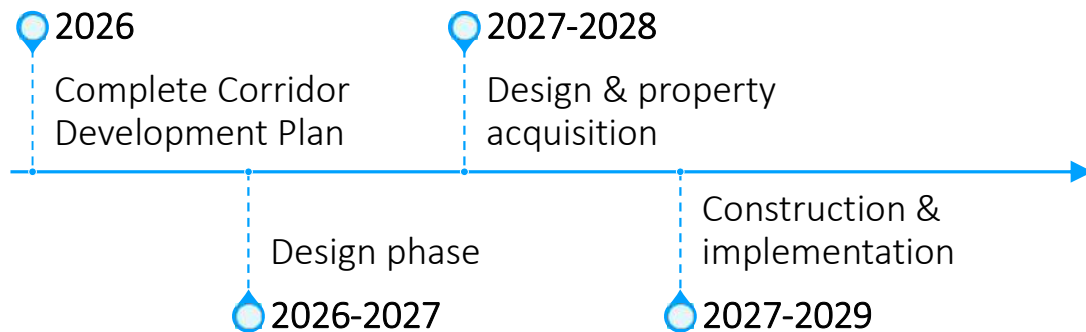 2026
Complete Corridor
Development Plan
2027-2028
Design & property
acquisition
Design phase
2026-2027
Construction &
implementation
2027-2029